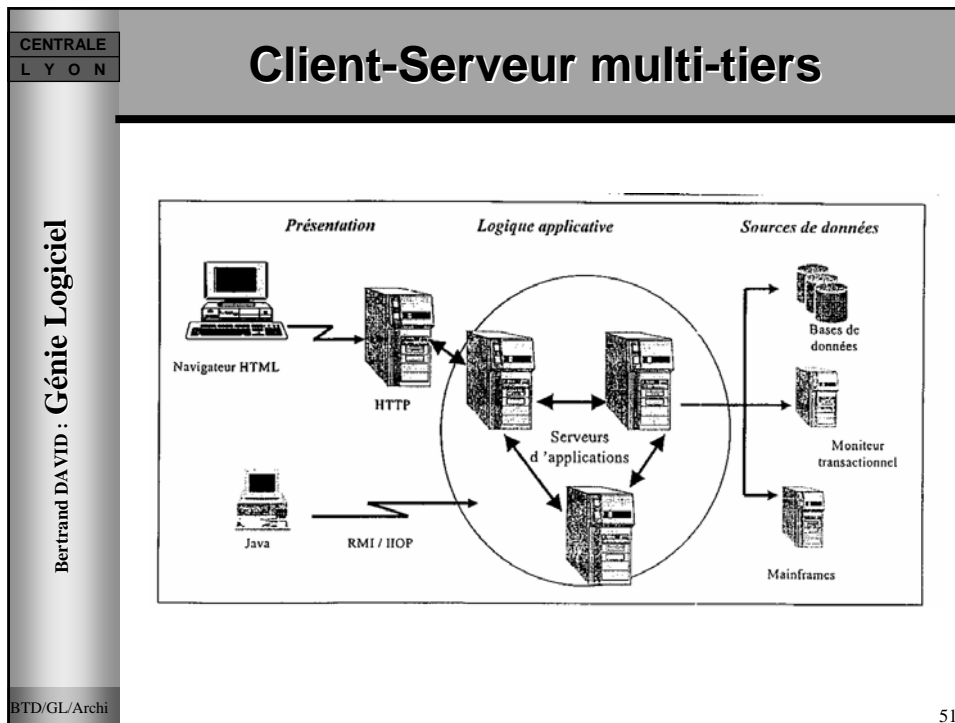 CENTRALE
L Y O N
Client-Serveur multi-tiers
Bertrand DAVID : Génie Logiciel
Présentation
Logique applicative
Sources de données
Navigateur HTML
HTTP
Serveurs
d 'applications
Bases de
données
Moniteur
transactionnel
Java
RMI / IIOP
Mainframes
BTD/GL/Archi
51